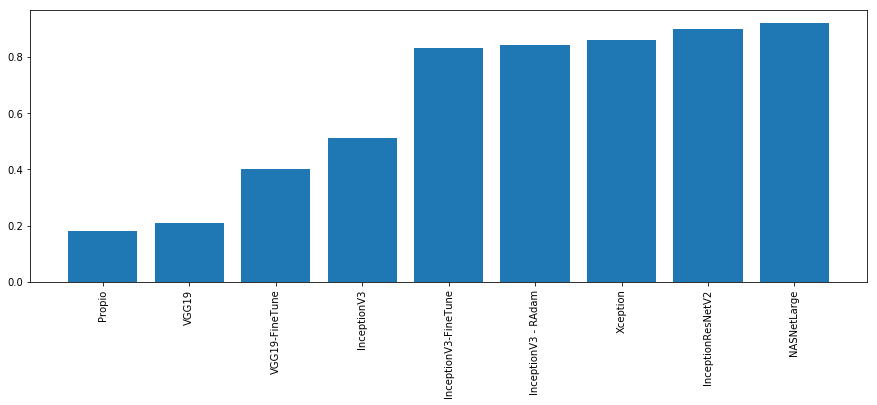 0.8
0.6
0.4
0.2
0.0
Propio
VGG19
VGG19-FineTune
InceptionV3
InceptionV3-FineTune
InceptionV3 - RAdam
Xception
InceptionResNetV2
NASNetLarge